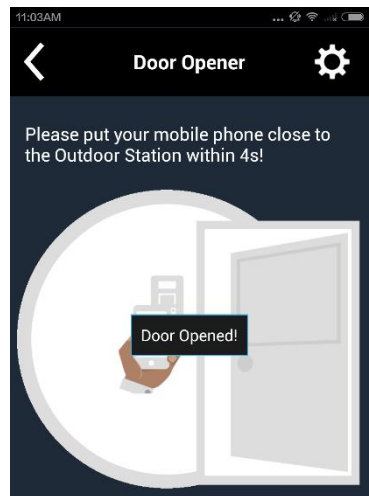 11:03AM
Door Opener
Please put your mobile phone close to
the Outdoor Station within 4s!
Door Opened!